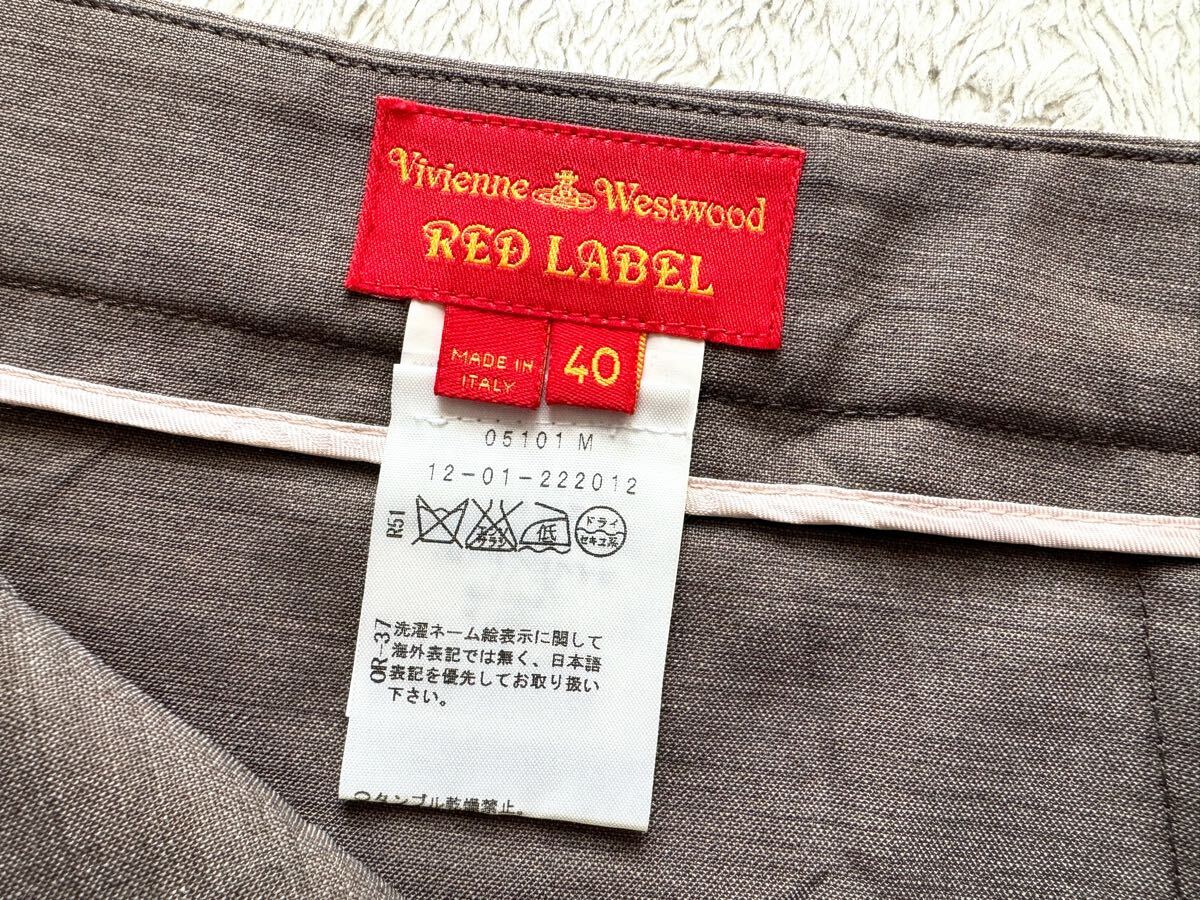 Vivienne Westwood
RED LABEL
MADE IN
ITALY
40
05101 M
12-01-222012
R51
低
ドライ
セキユ系
OR-37
洗濯ネーム絵表示に関して
海外表記では無く、日本語
表記を優先してお取り扱い
下さい。
タンブル乾燥禁止。